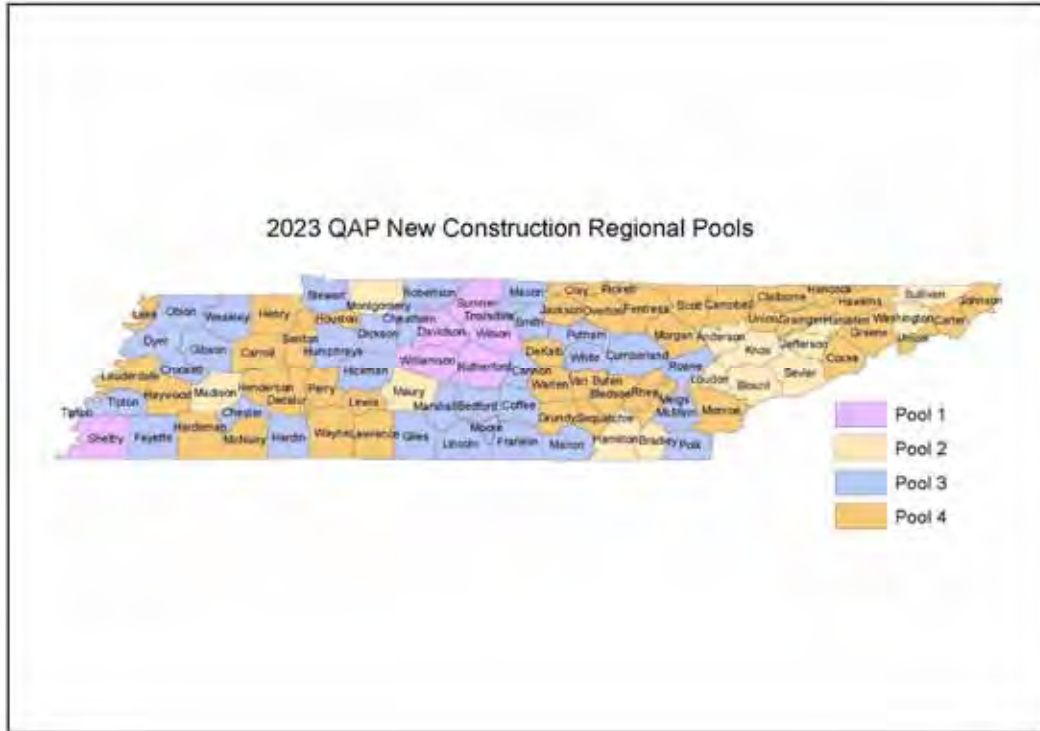 2023 QAP New Construction Regional Pools
Stewart
Montgomery
Robertson
Sumner
Macon
Clay
Pickett
Claiborne
Hancock
Hawkins
Sullivan
Johnson
Lake
Obion
Weakley
Henry
Houston
Cheatham
Trousdale
Smith
Jackson
Overton
Fentress
Scott
Campbell
Union
Grainger
Hamblen
Washington
Carter
Greene
Unicoi
Dyer
Gibson
Benton
Dickson
Davidson
Wilson
Putnam
Morgan
Anderson
Jefferson
Cocke
Carroll
Humphreys
Williamson
Rutherford
DeKalb
White
Cumberland
Roane
Knox
Sevier
Lauderdale
Crockett
Hickman
Cannon
Loudon
Blount
Haywood
Madison
Henderson
Decatur
Perry
Lewis
Maury
Warren
Van Buren
Bledsoe
Rhea
Meigs
Tipton
Tipton
Chester
Marshall
Bedford
Coffee
McMinn
Monroe
Grundy
Sequatchie
Shelby
Fayette
Hardeman
McNairy
Hardin
Wayne
Lawrence
Giles
Lincoln
Moore
Franklin
Marion
Hamilton
Bradley
Polk
Pool 1
Pool 2
Pool 3
Pool 4